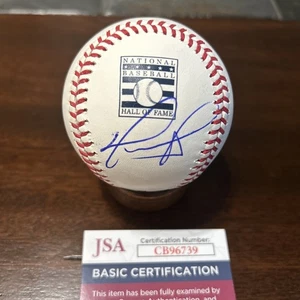 NATIONAL
BASEBALL
HALL OF FAME
JSA
Certification Number:
CB96739
BASIC CERTIFICATION
This item has been fully examined by